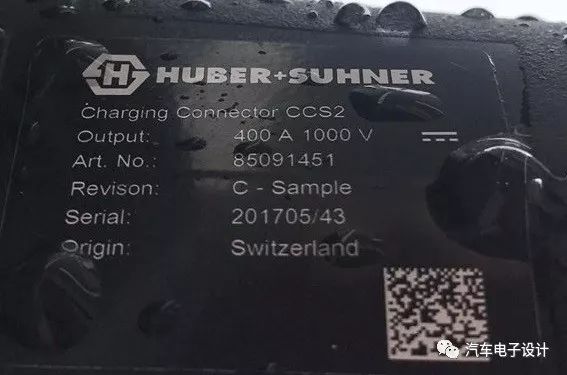 HUBER+SUHNER
Charging Connector CCS2
Output: 400 A 1000 V
Art. No.: 85091451
Revison: C - Sample
Serial: 201705/43
Origin: Switzerland
汽车电子设计